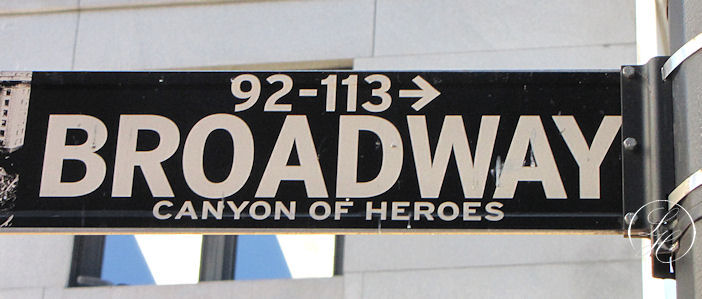 92-113→
BROADWAY
CANYON OF HEROES